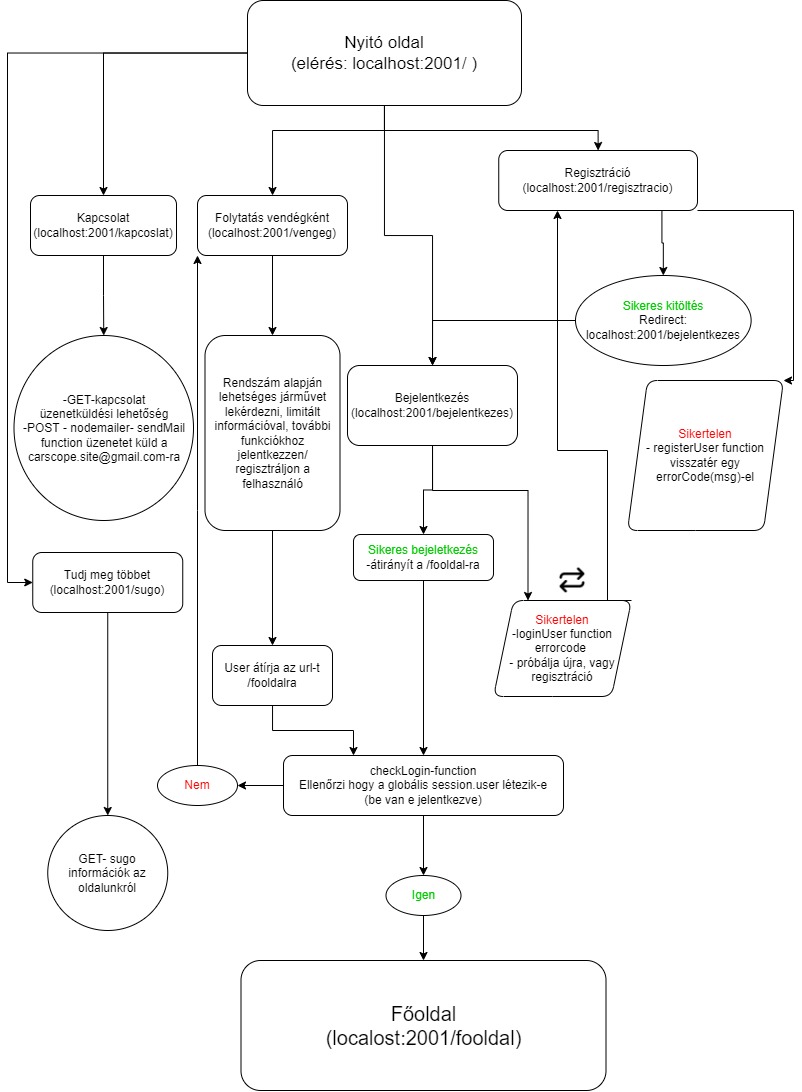 Nyitó oldal
(elérés: localhost:2001/ )
Regisztráció
(localhost:2001/regisztracio)
Kapcsolat
(localhost:2001/kapcoslat)
Folytatás vendégként
(localhost:2001/vengeg)
Sikeres kitöltés
Redirect:
localhost:2001/bejelentkezes
-GET-kapcsolat
üzenetküldési lehetőség
-POST - nodemailer- sendMail
function üzenetet küld a
carscope.site@gmail.com-ra
Rendszám alapján
lehetséges járművet
lekérdezni, limitált
információval, további
funkciókhoz
jelentkezzen/
regisztráljon a
felhasználó
Bejelentkezés
(localhost:2001/bejelentkezes)
Sikertelen
- registerUser function
visszatér egy
errorCode(msg)-el
Sikeres bejeletkezés
-átirányít a /fooldal-ra
Tudj meg többet
(localhost:2001/sugo)
Sikertelen
-loginUser function
errorcode
- próbálja újra, vagy
regisztráció
User átírja az url-t
/fooldalra
checkLogin-function
Ellenőrzi hogy a globális session.user létezik-e
(be van e jelentkezve)
Nem
GET- sugo
információk az
oldalunkról
Igen
Főoldal
(localost:2001/fooldal)